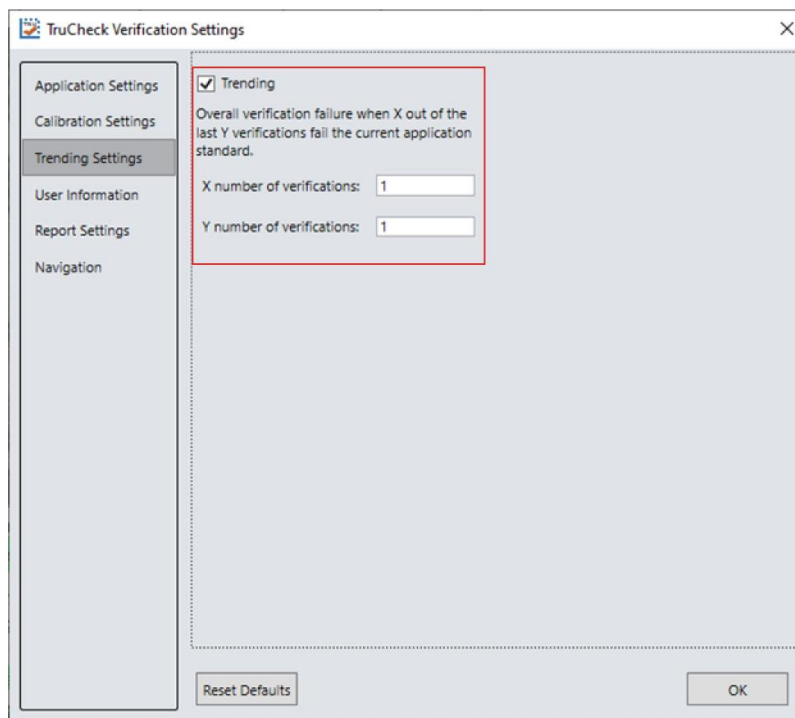 TruCheck Verification Settings
Application Settings
Calibration Settings
Trending Settings
User Information
Report Settings
Navigation
Trending
Overall verification failure when X out of the
last Y verifications fail the current application
standard.
X number of verifications: 1
Y number of verifications: 1
Reset Defaults
OK